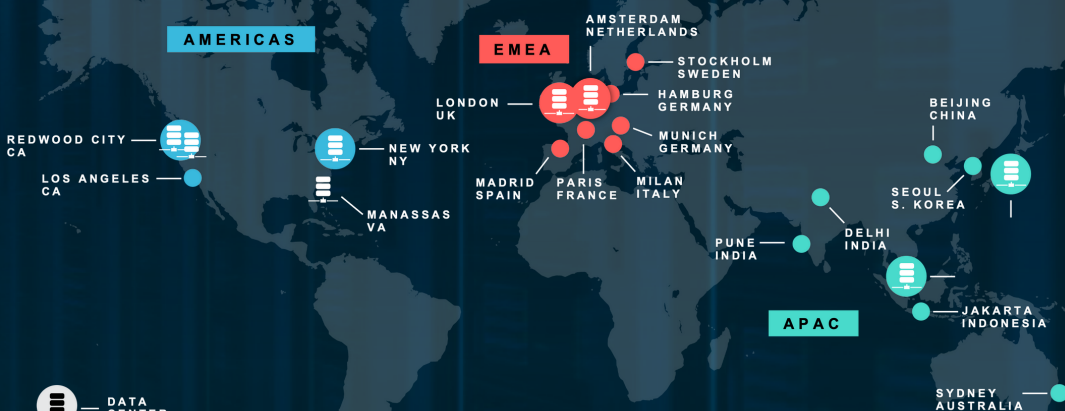 AMERICAS
REDWOOD CITY
CA
LOS ANGELES
CA
NEW YORK
NY
MANASSAS
VA
EMEA
AMSTERDAM
NETHERLANDS
STOCKHOLM
SWEDEN
LONDON
UK
HAMBURG
GERMANY
MUNICH
GERMANY
MADRID
SPAIN
PARIS
FRANCE
MILAN
ITALY
BEIJING
CHINA
SEOUL
S. KOREA
DELHI
INDIA
PUNE
INDIA
APAC
JAKARTA
INDONESIA
SYDNEY
AUSTRALIA
DATA